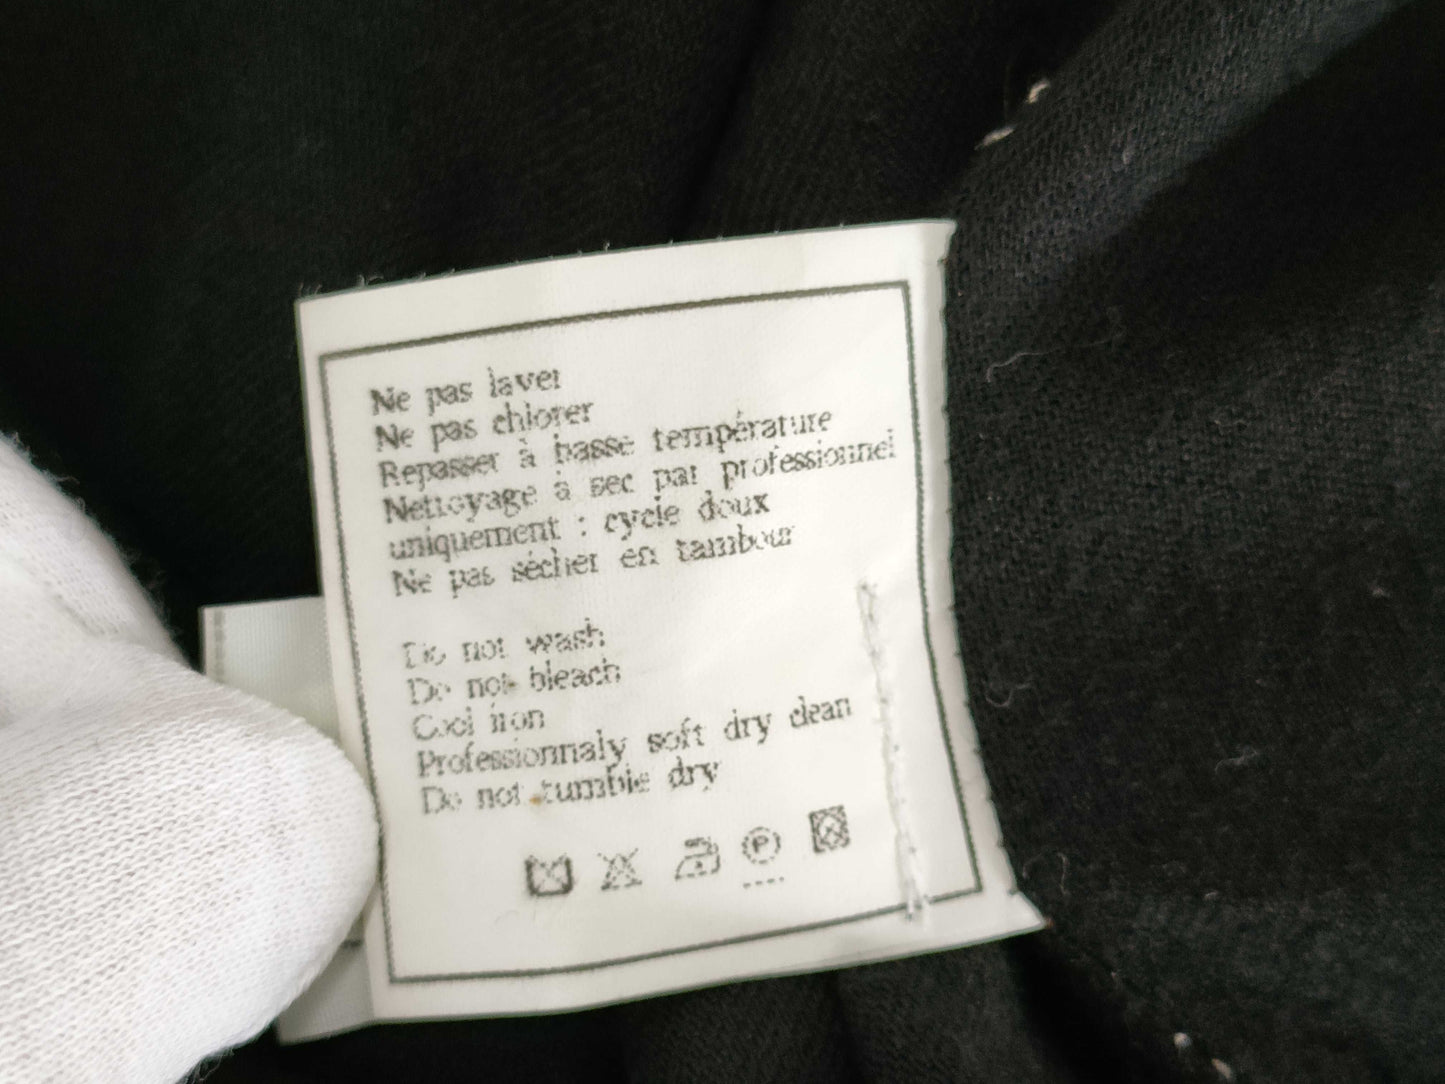 Ne pas laver
Ne pas chlorer
Repasser à basse température
Nettoyage à sec par professionnel
uniquement : cycle doux
Ne pas sécher en tambour
Do not wash
Do not bleach
Cool iron
Professionnaly soft dry clean
Do not tumble dry
P